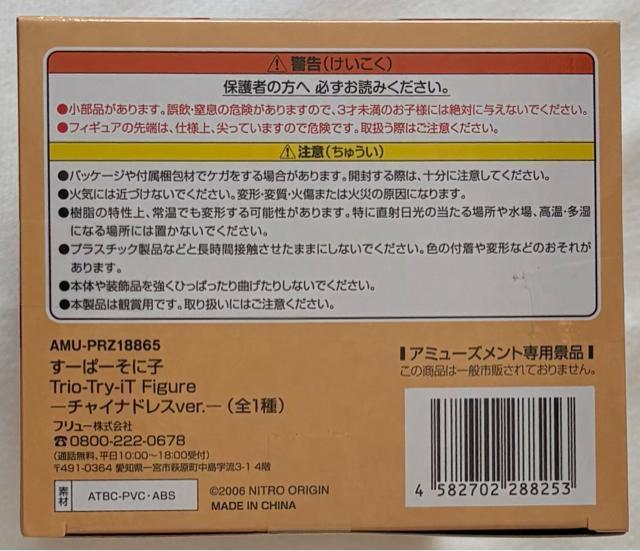 ⚠警告(けいこく)
保護者の方へ 必ずお読みください。
●小部品があります。誤飲・窒息の危険がありますので、3才未満のお子様には絶対に与えないでください。
●フィギュアの先端は、仕様上、尖っていますので危険です。取扱う際はご注意ください。
⚠注意(ちゅうい)
●パッケージや付属梱包材でケガをする場合があります。開封する際は、十分に注意してください。
●火気には近づけないでください。変形・変質・火傷または火災の原因になります。
●樹脂の特性上、常温でも変形する可能性があります。特に直射日光の当たる場所や水場、高温・多湿
になる場所には置かないでください。
●プラスチック製品などと長時間接触させたままにしないでください。色の付着や変形などのおそれが
あります。
●本体や装飾品を強くひっぱったり曲げたりしないでください。
●本製品は観賞用です。取り扱いにはご注意ください。
AMU-PRZ18865
すーぱーそに子
Trio-Try-iT Figure
―チャイナドレスver.―(全1種)
フリュー株式会社
☎0800-222-0678
(通話無料、平日10:00~18:00受付)
〒491-0364 愛知県一宮市萩原町中島字流3-1 4階
素材 ATBC-PVC・ABS
©2006 NITRO ORIGIN
MADE IN CHINA
アミューズメント専用景品
この商品は一般市販されておりません。
4 582702 288253